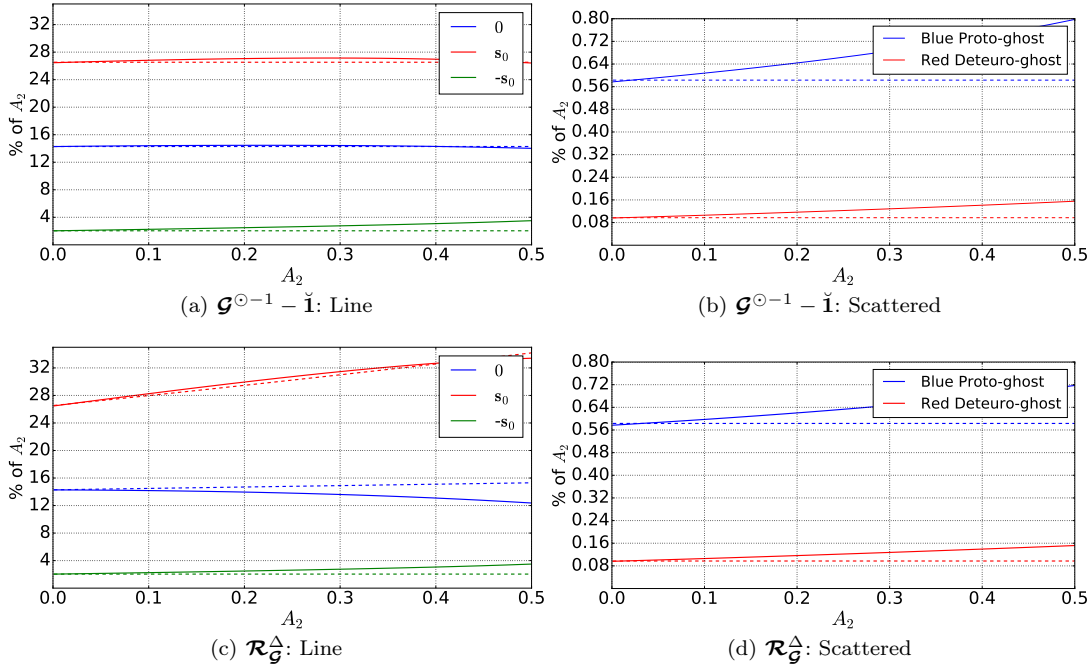 32
28
24
20
16
12
8
4
% of A₂
0.0 0.1 0.2 0.3 0.4 0.5
A₂
0
s₀
-s₀
(a) 𝓖^{⊙−1} − 1̆: Line
0.80
0.72
0.64
0.56
0.48
0.40
0.32
0.24
0.16
0.08
% of A₂
0.0 0.1 0.2 0.3 0.4 0.5
A₂
Blue Proto-ghost
Red Deteuro-ghost
(b) 𝓖^{⊙−1} − 1̆: Scattered
32
28
24
20
16
12
8
4
% of A₂
0.0 0.1 0.2 0.3 0.4 0.5
A₂
0
s₀
-s₀
(c) 𝓡_𝓖^Δ: Line
0.80
0.72
0.64
0.56
0.48
0.40
0.32
0.24
0.16
0.08
% of A₂
0.0 0.1 0.2 0.3 0.4 0.5
A₂
Blue Proto-ghost
Red Deteuro-ghost
(d) 𝓡_𝓖^Δ: Scattered